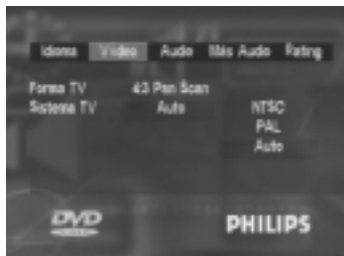 Idioma Video Audio Más Audio Rating
Forma TV 4:3 Pan Scan
Sistema TV Auto NTSC
PAL
Auto
DVD
PHILIPS